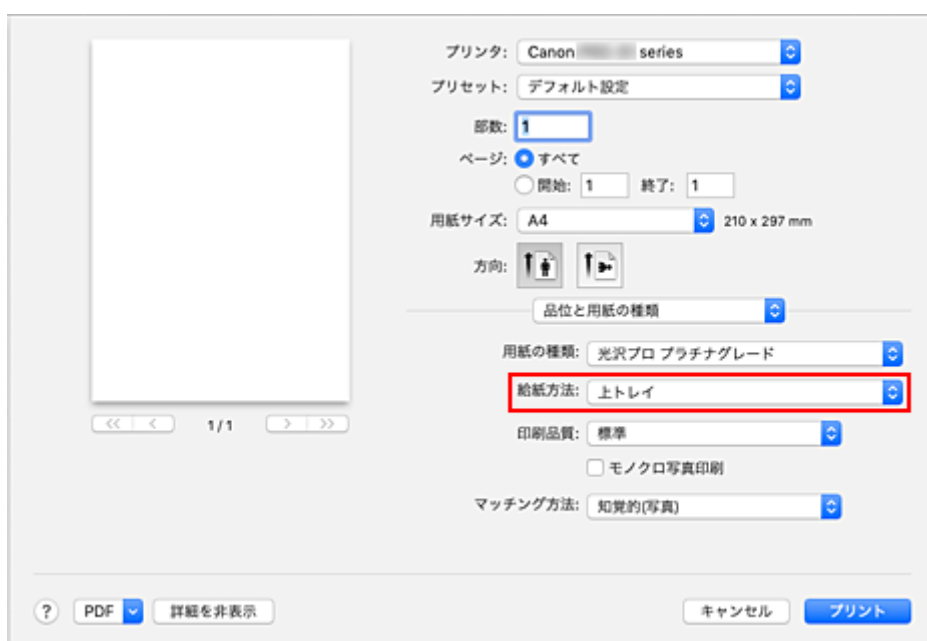 プリンタ: Canon series
プリセット: デフォルト設定
部数: 1
ページ: すべて
開始: 1 終了: 1
用紙サイズ: A4 210 x 297 mm
方向:
品位と用紙の種類
用紙の種類: 光沢プロ プラチナグレード
給紙方法: 上トレイ
印刷品質: 標準
モノクロ写真印刷
マッチング方法: 知覚的(写真)
<< < 1/1 > >>
? PDF 詳細を非表示 キャンセル プリント